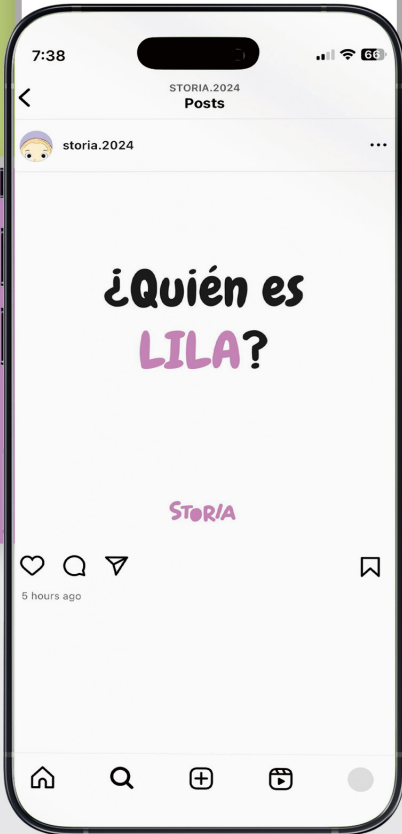 7:38
66
STORIA.2024
Posts
storia.2024
¿Quién es
LILA?
STORIA
5 hours ago